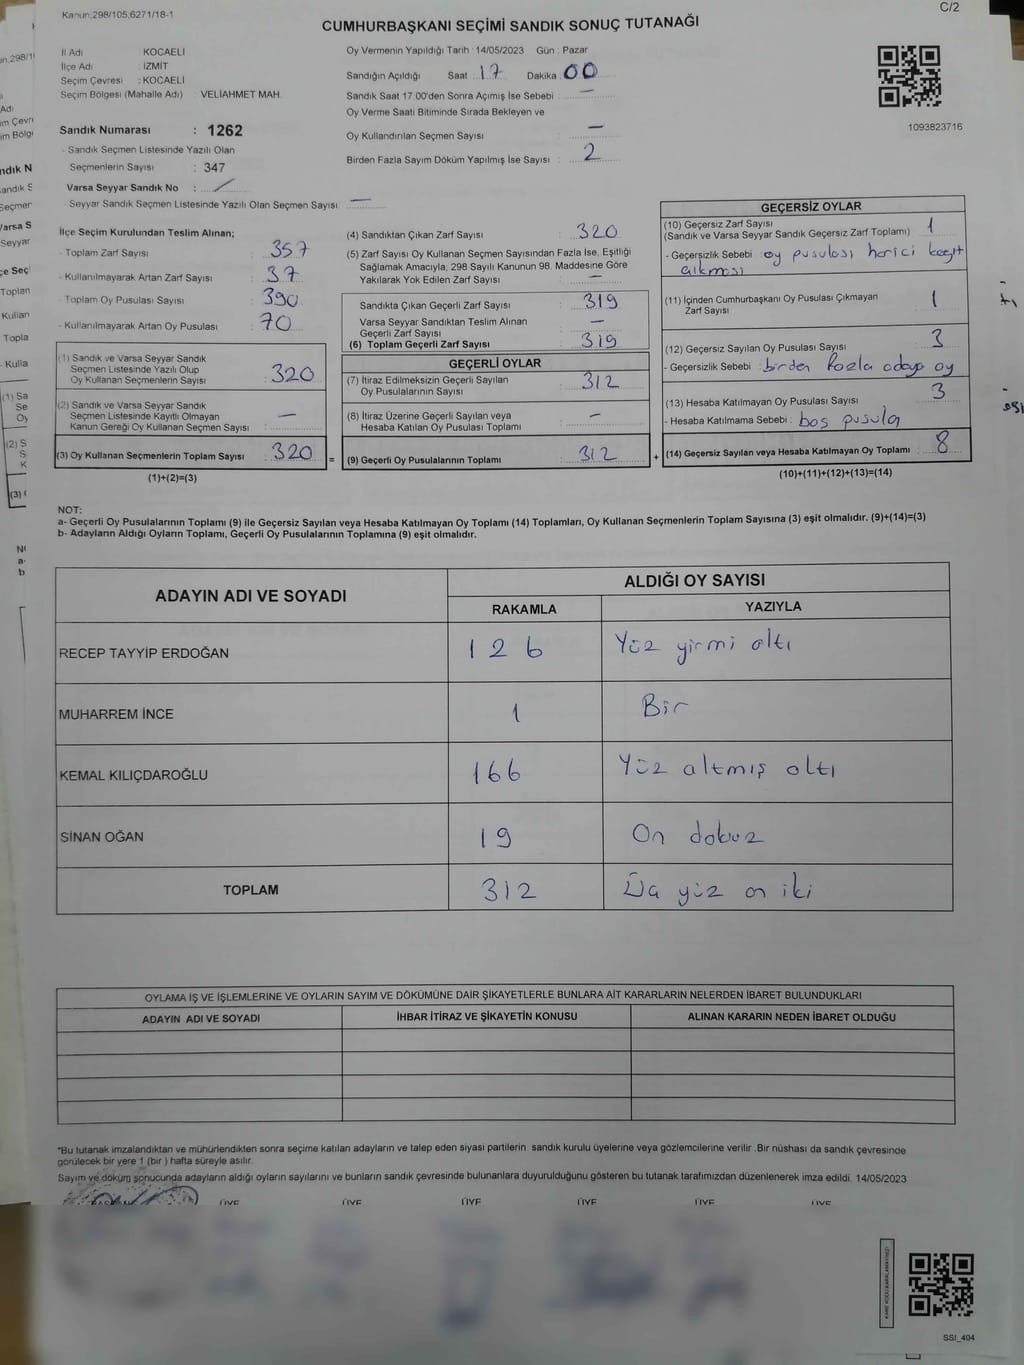 Kanun:298/105;6271/18-1
C/2
CUMHURBAŞKANI SEÇİMİ SANDIK SONUÇ TUTANAĞI
İl Adı KOCAELİ
İlçe Adı : İZMİT
Seçim Çevresi : KOCAELİ
Seçim Bölgesi (Mahalle Adı) : VELİAHMET MAH.
Sandık Numarası : 1262
- Sandık Seçmen Listesinde Yazılı Olan
Seçmenlerin Sayısı : 347
Varsa Seyyar Sandık No : /
- Seyyar Sandık Seçmen Listesinde Yazılı Olan Seçmen Sayısı: —
Oy Vermenin Yapıldığı Tarih : 14/05/2023 Gün : Pazar
Sandığın Açıldığı Saat : 17 Dakika : 00
Sandık Saat 17:00'den Sonra Açılmış İse Sebebi : —
Oy Verme Saati Bitiminde Sırada Bekleyen ve
Oy Kullandırılan Seçmen Sayısı : —
Birden Fazla Sayım Döküm Yapılmış İse Sayısı : 2
1093823716
İlçe Seçim Kurulundan Teslim Alınan;
- Toplam Zarf Sayısı : 357
- Kullanılmayarak Artan Zarf Sayısı : 37
- Toplam Oy Pusulası Sayısı : 390
- Kullanılmayarak Artan Oy Pusulası : 70
(1) Sandık ve Varsa Seyyar Sandık
Seçmen Listesinde Yazılı Olup
Oy Kullanan Seçmenlerin Sayısı : 320
(2) Sandık ve Varsa Seyyar Sandık
Seçmen Listesinde Kayıtlı Olmayan
Kanun Gereği Oy Kullanan Seçmen Sayısı : —
(3) Oy Kullanan Seçmenlerin Toplam Sayısı : 320 =
(1)+(2)=(3)
(4) Sandıktan Çıkan Zarf Sayısı : 320
(5) Zarf Sayısı Oy Kullanan Seçmen Sayısından Fazla İse, Eşitliği
Sağlamak Amacıyla; 298 Sayılı Kanunun 98. Maddesine Göre
Yakılarak Yok Edilen Zarf Sayısı : —
Sandıkta Çıkan Geçerli Zarf Sayısı : 319
Varsa Seyyar Sandıktan Teslim Alınan
Geçerli Zarf Sayısı : —
(6) Toplam Geçerli Zarf Sayısı : 319
GEÇERLİ OYLAR
(7) İtiraz Edilmeksizin Geçerli Sayılan
Oy Pusulalarının Sayısı : 312
(8) İtiraz Üzerine Geçerli Sayılan veya
Hesaba Katılan Oy Pusulası Toplamı : —
(9) Geçerli Oy Pusulalarının Toplamı : 312 +
GEÇERSİZ OYLAR
(10) Geçersiz Zarf Sayısı
(Sandık ve Varsa Seyyar Sandık Geçersiz Zarf Toplamı) : 1
- Geçersizlik Sebebi : oy pusulası harici kağıt
çıkması
(11) İçinden Cumhurbaşkanı Oy Pusulası Çıkmayan
Zarf Sayısı : 1
(12) Geçersiz Sayılan Oy Pusulası Sayısı : 3
- Geçersizlik Sebebi : birden fazla adaya oy
(13) Hesaba Katılmayan Oy Pusulası Sayısı : 3
- Hesaba Katılmama Sebebi : boş pusula
(14) Geçersiz Sayılan veya Hesaba Katılmayan Oy Toplamı : 8
(10)+(11)+(12)+(13)=(14)
NOT:
a- Geçerli Oy Pusulalarının Toplamı (9) ile Geçersiz Sayılan veya Hesaba Katılmayan Oy Toplamı (14) Toplamları, Oy Kullanan Seçmenlerin Toplam Sayısına (3) eşit olmalıdır. (9)+(14)=(3)
b- Adayların Aldığı Oyların Toplamı, Geçerli Oy Pusulalarının Toplamına (9) eşit olmalıdır.
ADAYIN ADI VE SOYADI
ALDIĞI OY SAYISI
RAKAMLA YAZIYLA
RECEP TAYYİP ERDOĞAN 126 Yüz yirmi altı
MUHARREM İNCE 1 Bir
KEMAL KILIÇDAROĞLU 166 Yüz altmış altı
SİNAN OĞAN 19 On dokuz
TOPLAM 312 yüz on iki
OYLAMA İŞ VE İŞLEMLERİNE VE OYLARIN SAYIM VE DÖKÜMÜNE DAİR ŞİKAYETLERLE BUNLARA AİT KARARLARIN NELERDEN İBARET BULUNDUKLARI
ADAYIN ADI VE SOYADI İHBAR İTİRAZ VE ŞİKAYETİN KONUSU ALINAN KARARIN NEDEN İBARET OLDUĞU
*Bu tutanak imzalandıktan ve mühürlendikten sonra seçime katılan adayların ve talep eden siyasi partilerin sandık kurulu üyelerine veya gözlemcilerine verilir. Bir nüshası da sandık çevresinde
görülecek bir yere 1 (bir) hafta süreyle asılır.
Sayım ve döküm sonucunda adayların aldığı oyların sayılarını ve bunların sandık çevresinde bulunanlara duyurulduğunu gösteren bu tutanak tarafımızdan düzenlenerek imza edildi. 14/05/2023
ÜYE ÜYE ÜYE ÜYE ÜYE ÜYE
SSI_404